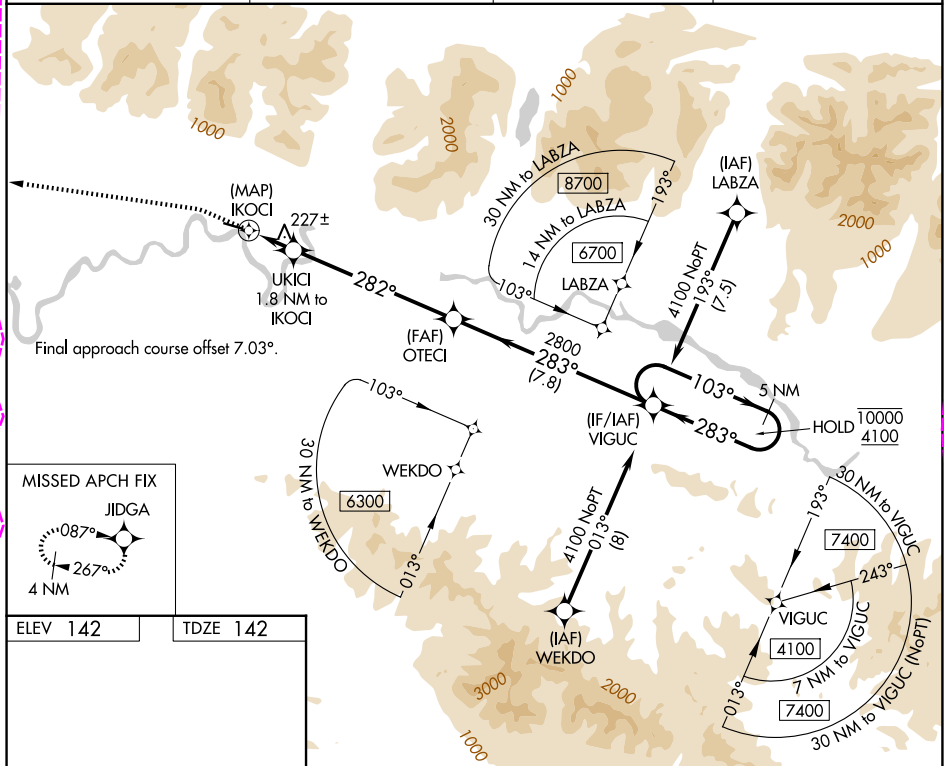 1000
2000
1000
2000
1000
(MAP)
IKOCI
227±
UKICI
1.8 NM to
IKOCI
282°
(FAF)
OTECI
2800
283°
(7.8)
Final approach course offset 7.03°.
30 NM to LABZA
8700
14 NM to LABZA
6700
193°
103°
LABZA
(IAF)
LABZA
4100 NoPT
193°
(7.5)
103°
5 NM
283°
HOLD
10000
4100
(IF/IAF)
VIGUC
103°
WEKDO
30 NM to WEKDO
6300
013°
4100 NoPT
013°
(8)
(IAF)
WEKDO
30 NM to VIGUC
193°
7400
243°
VIGUC
4100
7 NM to VIGUC
013°
7400
30 NM to VIGUC (NoPT)
MISSED APCH FIX
JIDGA
087°
267°
4 NM
ELEV 142
TDZE 142
3000
2000
1000